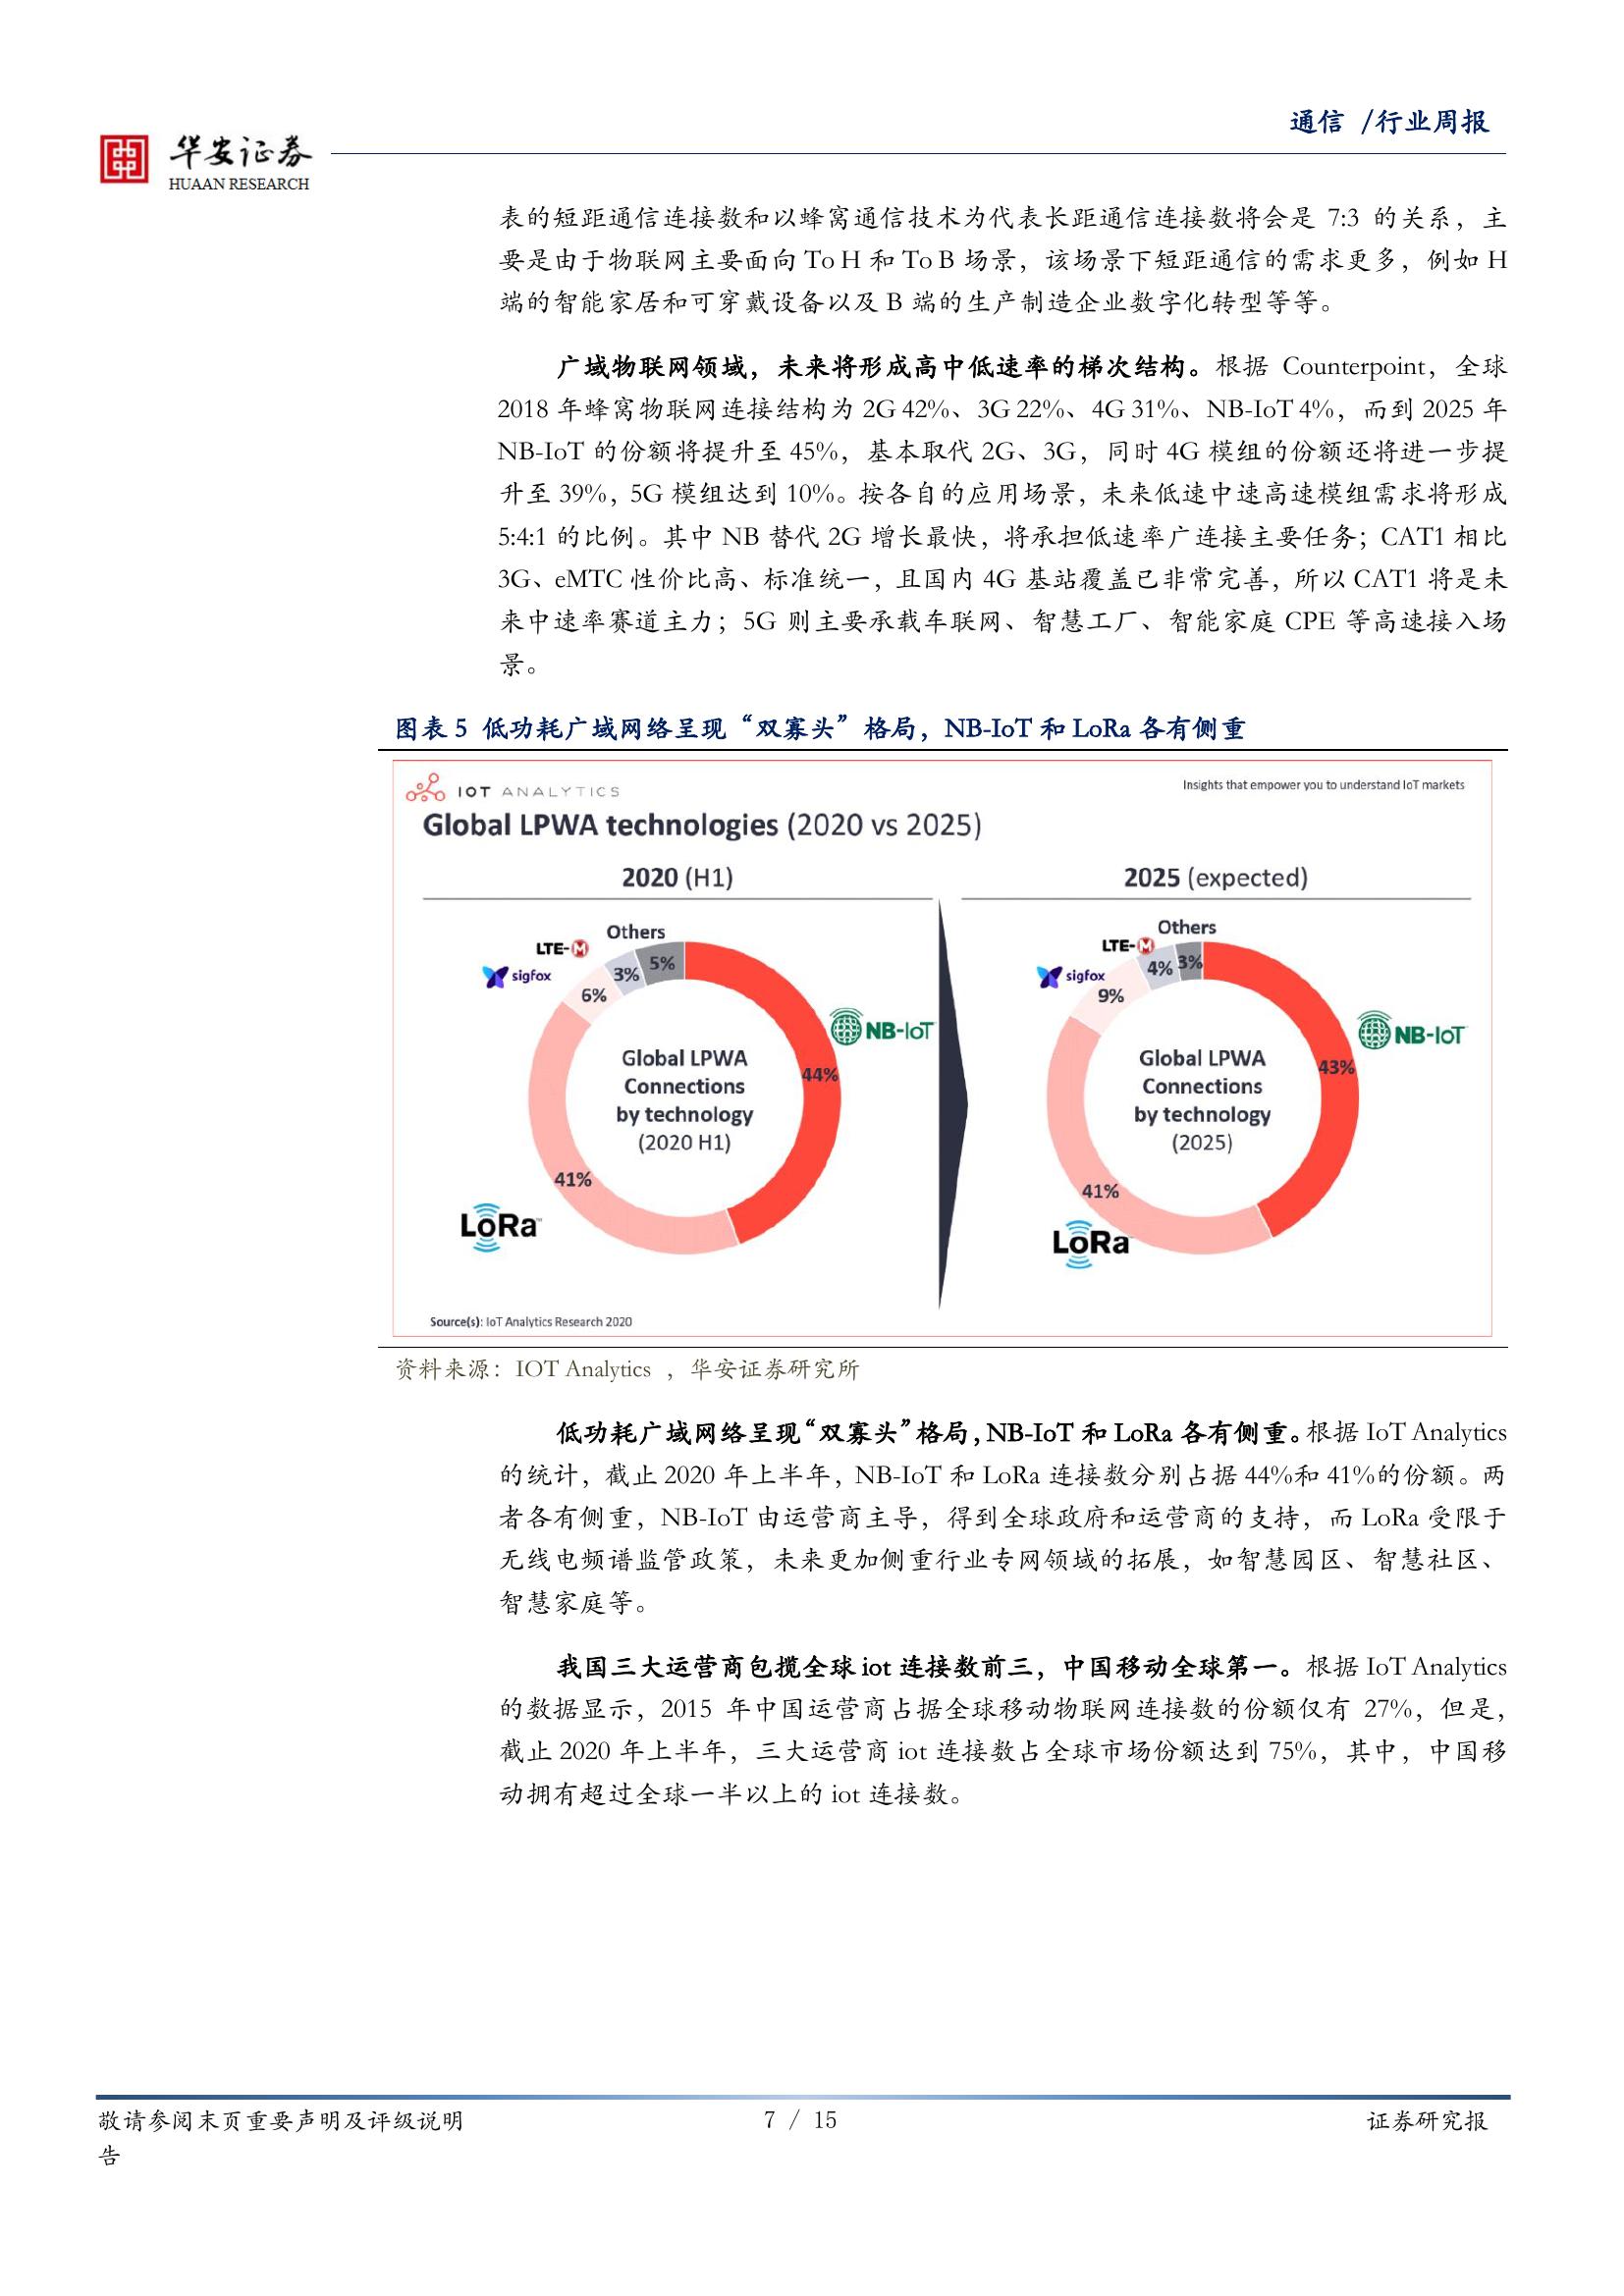 通信 /行业周报
华安证券
HUAAN RESEARCH
表的短距通信连接数和以蜂窝通信技术为代表长距通信连接数将会是 7:3 的关系，主
要是由于物联网主要面向 To H 和 To B 场景，该场景下短距通信的需求更多，例如 H
端的智能家居和可穿戴设备以及 B 端的生产制造企业数字化转型等等。
广域物联网领域，未来将形成高中低速率的梯次结构。根据 Counterpoint，全球
2018 年蜂窝物联网连接结构为 2G 42%、3G 22%、4G 31%、NB-IoT 4%，而到 2025 年
NB-IoT 的份额将提升至 45%，基本取代 2G、3G，同时 4G 模组的份额还将进一步提
升至 39%，5G 模组达到 10%。按各自的应用场景，未来低速中速高速模组需求将形成
5:4:1 的比例。其中 NB 替代 2G 增长最快，将承担低速率广连接主要任务；CAT1 相比
3G、eMTC 性价比高、标准统一，且国内 4G 基站覆盖已非常完善，所以 CAT1 将是未
来中速率赛道主力；5G 则主要承载车联网、智慧工厂、智能家庭 CPE 等高速接入场
景。
图表 5 低功耗广域网络呈现“双寡头”格局，NB-IoT 和 LoRa 各有侧重
IOT ANALYTICS
Insights that empower you to understand IoT markets
Global LPWA technologies (2020 vs 2025)
2020 (H1)
LTE-M
Others
sigfox
6%
3%
5%
NB-IoT
44%
Global LPWA
Connections
by technology
(2020 H1)
41%
LoRa
2025 (expected)
LTE-M
Others
sigfox
9%
4%
3%
NB-IoT
43%
Global LPWA
Connections
by technology
(2025)
41%
LoRa
Source(s): IoT Analytics Research 2020
资料来源：IOT Analytics ，华安证券研究所
低功耗广域网络呈现“双寡头”格局，NB-IoT 和 LoRa 各有侧重。根据 IoT Analytics
的统计，截止 2020 年上半年，NB-IoT 和 LoRa 连接数分别占据 44%和 41%的份额。两
者各有侧重，NB-IoT 由运营商主导，得到全球政府和运营商的支持，而 LoRa 受限于
无线电频谱监管政策，未来更加侧重行业专网领域的拓展，如智慧园区、智慧社区、
智慧家庭等。
我国三大运营商包揽全球 iot 连接数前三，中国移动全球第一。根据 IoT Analytics
的数据显示，2015 年中国运营商占据全球移动物联网连接数的份额仅有 27%，但是，
截止 2020 年上半年，三大运营商 iot 连接数占全球市场份额达到 75%，其中，中国移
动拥有超过全球一半以上的 iot 连接数。
敬请参阅末页重要声明及评级说明
7 / 15
证券研究报
告